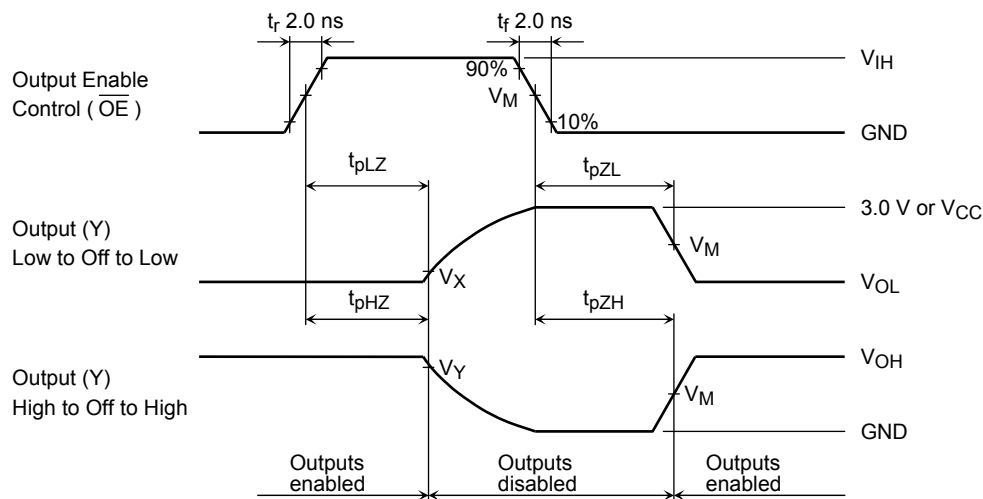 tr 2.0 ns
tf 2.0 ns
Output Enable
Control ( OE )
90%
VM
10%
VIH
GND
tpLZ
tpZL
Output (Y)
Low to Off to Low
VX
VM
3.0 V or VCC
VOL
tpHZ
tpZH
Output (Y)
High to Off to High
VY
VM
VOH
GND
Outputs
enabled
Outputs
disabled
Outputs
enabled